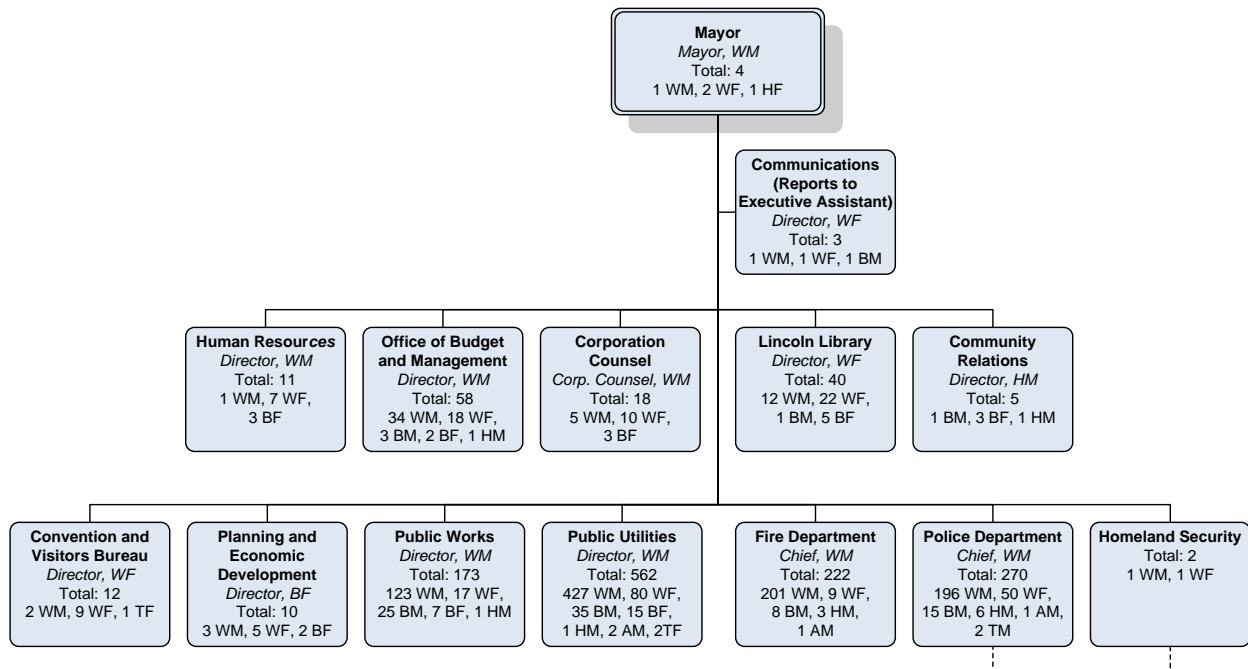 Mayor
Mayor, WM
Total: 4
1 WM, 2 WF, 1 HF
Communications
(Reports to
Executive Assistant)
Director, WF
Total: 3
1 WM, 1 WF, 1 BM
Human Resources
Director, WM
Total: 11
1 WM, 7 WF,
3 BF
Office of Budget
and Management
Director, WM
Total: 58
34 WM, 18 WF,
3 BM, 2 BF, 1 HM
Corporation
Counsel
Corp. Counsel, WM
Total: 18
5 WM, 10 WF,
3 BF
Lincoln Library
Director, WF
Total: 40
12 WM, 22 WF,
1 BM, 5 BF
Community
Relations
Director, HM
Total: 5
1 BM, 3 BF, 1 HM
Convention and
Visitors Bureau
Director, WF
Total: 12
2 WM, 9 WF, 1 TF
Planning and
Economic
Development
Director, BF
Total: 10
3 WM, 5 WF, 2 BF
Public Works
Director, WM
Total: 173
123 WM, 17 WF,
25 BM, 7 BF, 1 HM
Public Utilities
Director, WM
Total: 562
427 WM, 80 WF,
35 BM, 15 BF,
1 HM, 2 AM, 2TF
Fire Department
Chief, WM
Total: 222
201 WM, 9 WF,
8 BM, 3 HM,
1 AM
Police Department
Chief, WM
Total: 270
196 WM, 50 WF,
15 BM, 6 HM, 1 AM,
2 TM
Homeland Security
Total: 2
1 WM, 1 WF